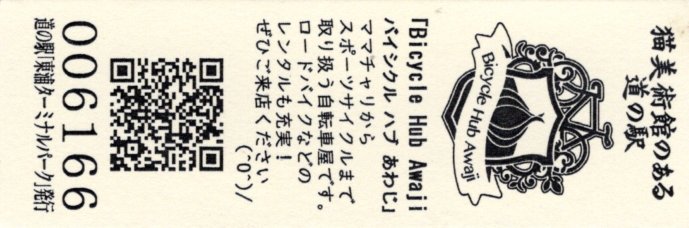 猫美術館のある
道の駅
Bicycle Hub Awaji
「Bicycle Hub Awaji
バイシクル ハブ あわじ」
ママチャリから
スポーツサイクルまで
取り扱う自転車屋です。
ロードバイクなどの
レンタルも充実！
ぜひご来店ください
(^0^)/
006166
道の駅「東浦ターミナルパーク」発行